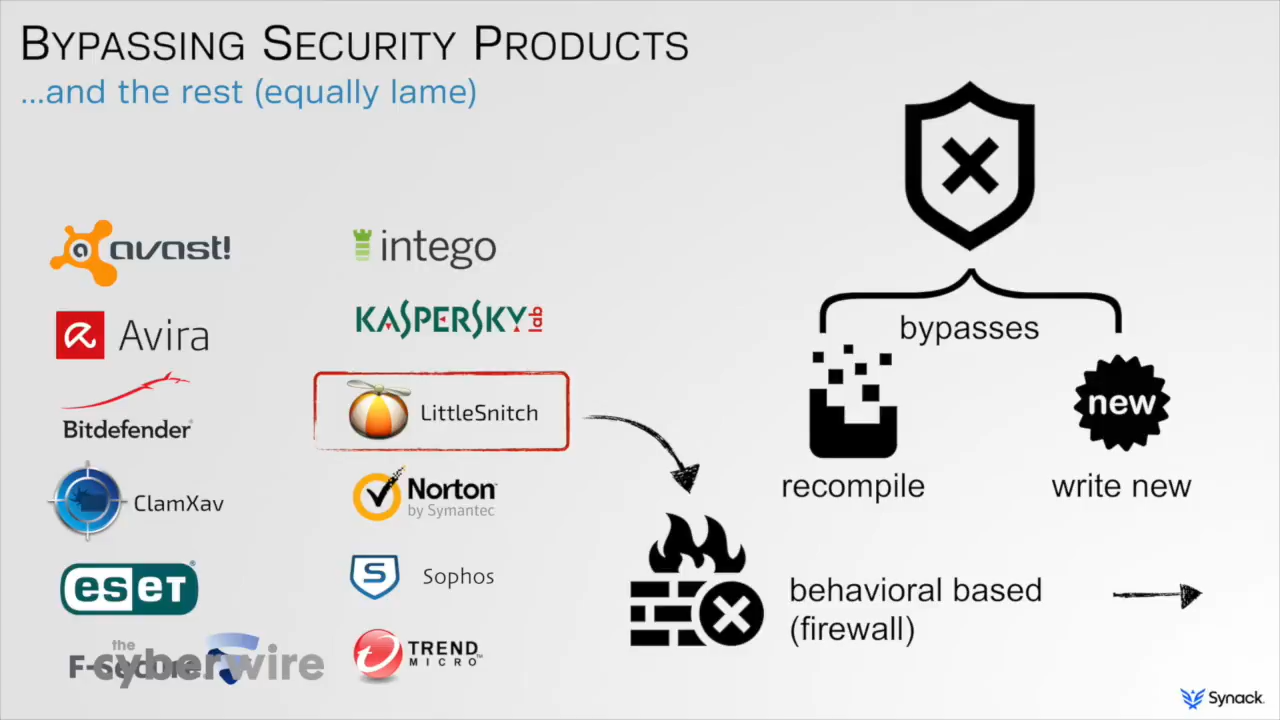 BYPASSING SECURITY PRODUCTS
...and the rest (equally lame)
avast!
a
intego
Avira
KASPERSKY lab
Bitdefender
LittleSnitch
ClamXav
Norton
by Symantec
eseT
S
Sophos
F-Secure
the
cyberwire
TREND
MICRO
bypasses
new
recompile
write new
behavioral based
(firewall)
Synack